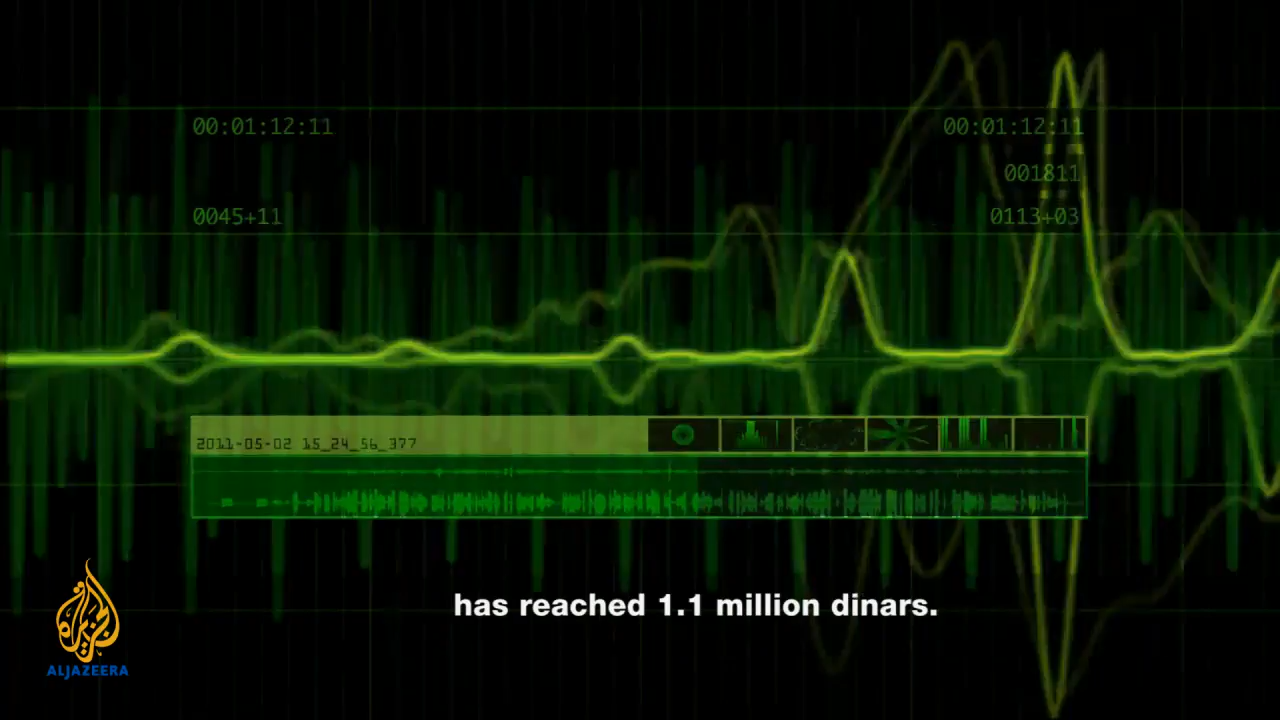 00:01:12:11
00:01:12:11
001811
0045+11
0113+03
2011-05-02 15_24_56_377
has reached 1.1 million dinars.
الجزيرة
ALJAZEERA